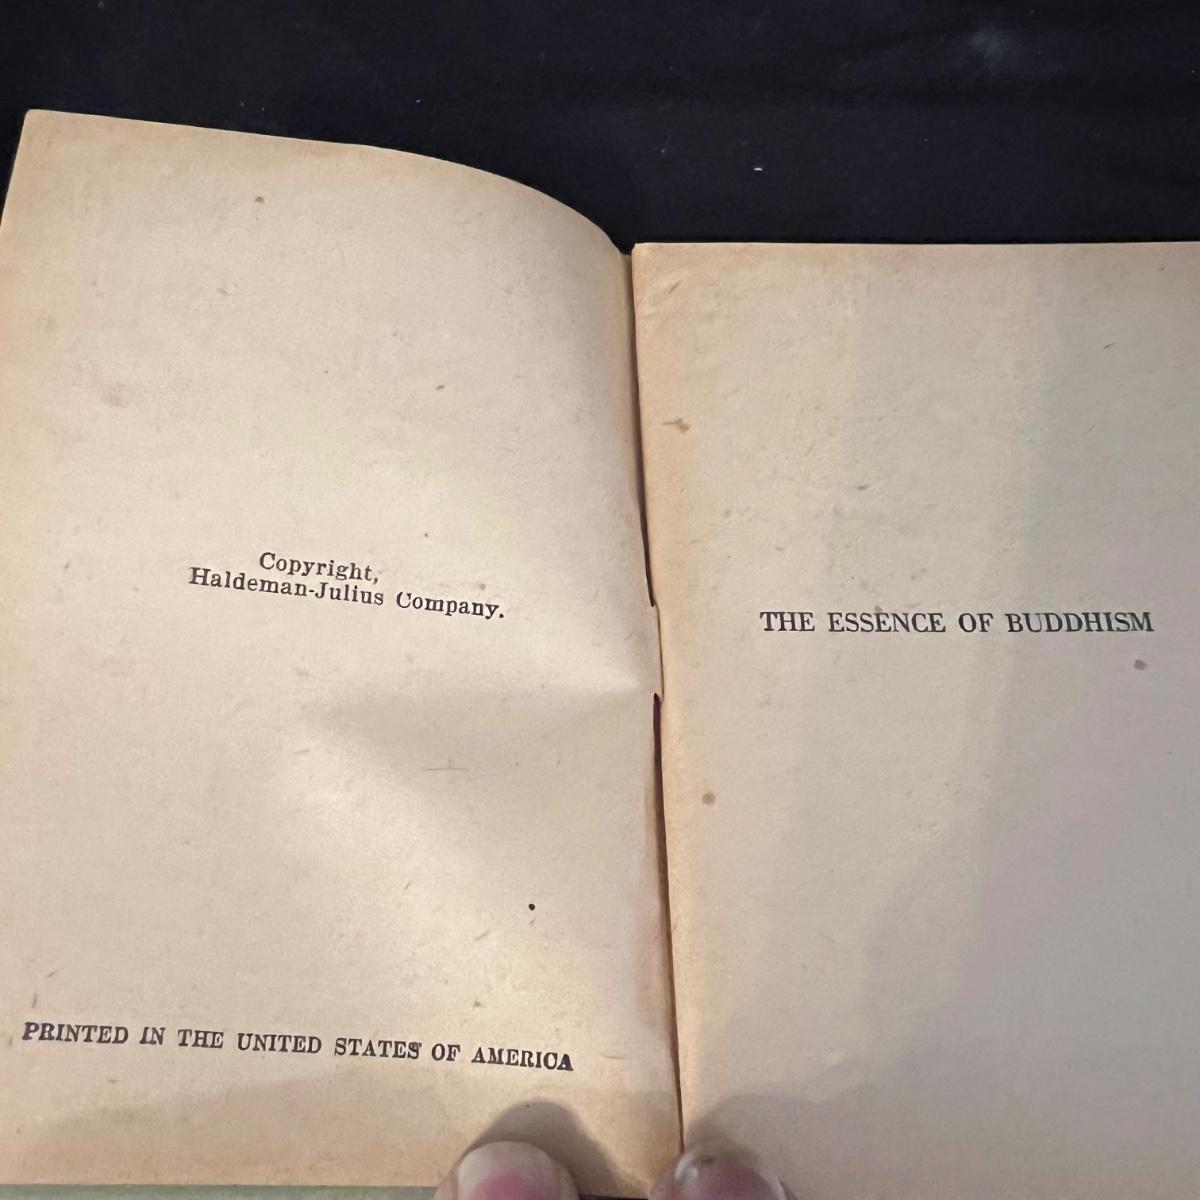 Copyright,
Haldeman-Julius Company.
PRINTED IN THE UNITED STATES OF AMERICA
THE ESSENCE OF BUDDHISM